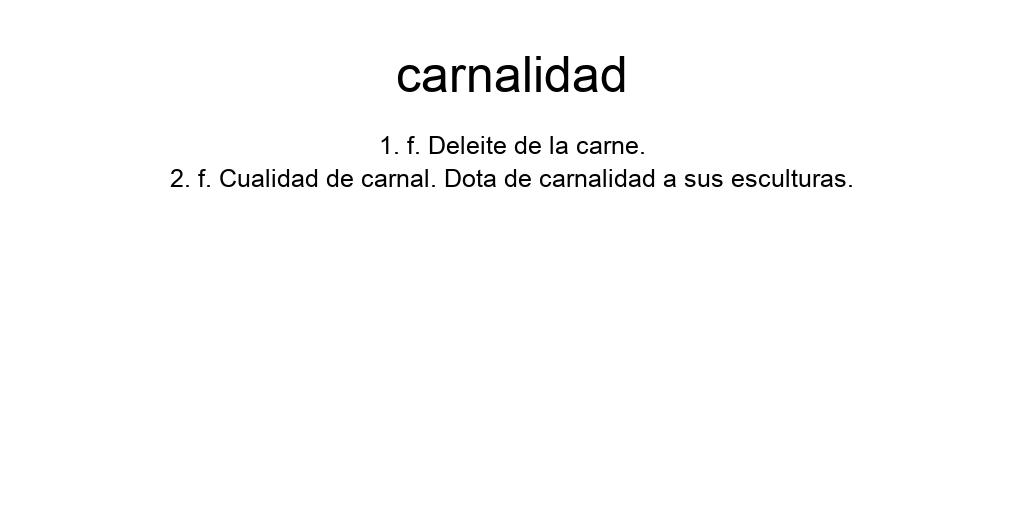 carnalidad
1. f. Deleite de la carne.
2. f. Cualidad de carnal. Dota de carnalidad a sus esculturas.